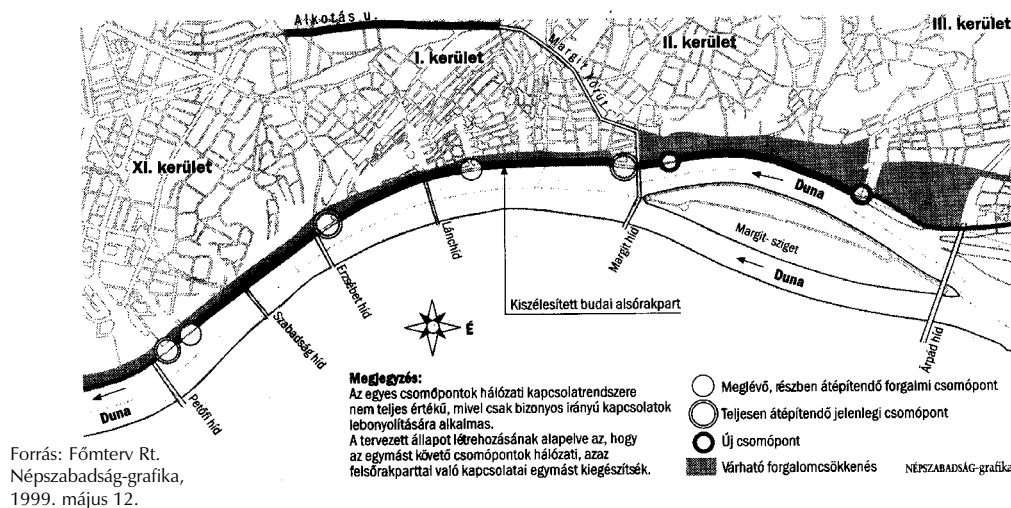 Alkotás u.
I. kerület
Margit körút
II. kerület
III. kerület
XI. kerület
Duna
Margit- sziget
Duna
Lánchíd
Margit híd
Erzsébet híd
Szabadság híd
Petőfi híd
Árpád híd
Duna
Kiszélesített budai alsórakpart
É
Megjegyzés:
Az egyes csomópontok hálózati kapcsolatrendszere
nem teljes értékű, mivel csak bizonyos irányú kapcsolatok
lebonyolítására alkalmas.
A tervezett állapot létrehozásának alapelve az, hogy
az egymást követő csomópontok hálózati, azaz
felsőrakparttal való kapcsolatai egymást kiegészítsék.
Meglévő, részben átépítendő forgalmi csomópont
Teljesen átépítendő jelenlegi csomópont
Új csomópont
Várható forgalomcsökkenés
NÉPSZABADSÁG-grafika
Forrás: Főmterv Rt.
Népszabadság-grafika,
1999. május 12.